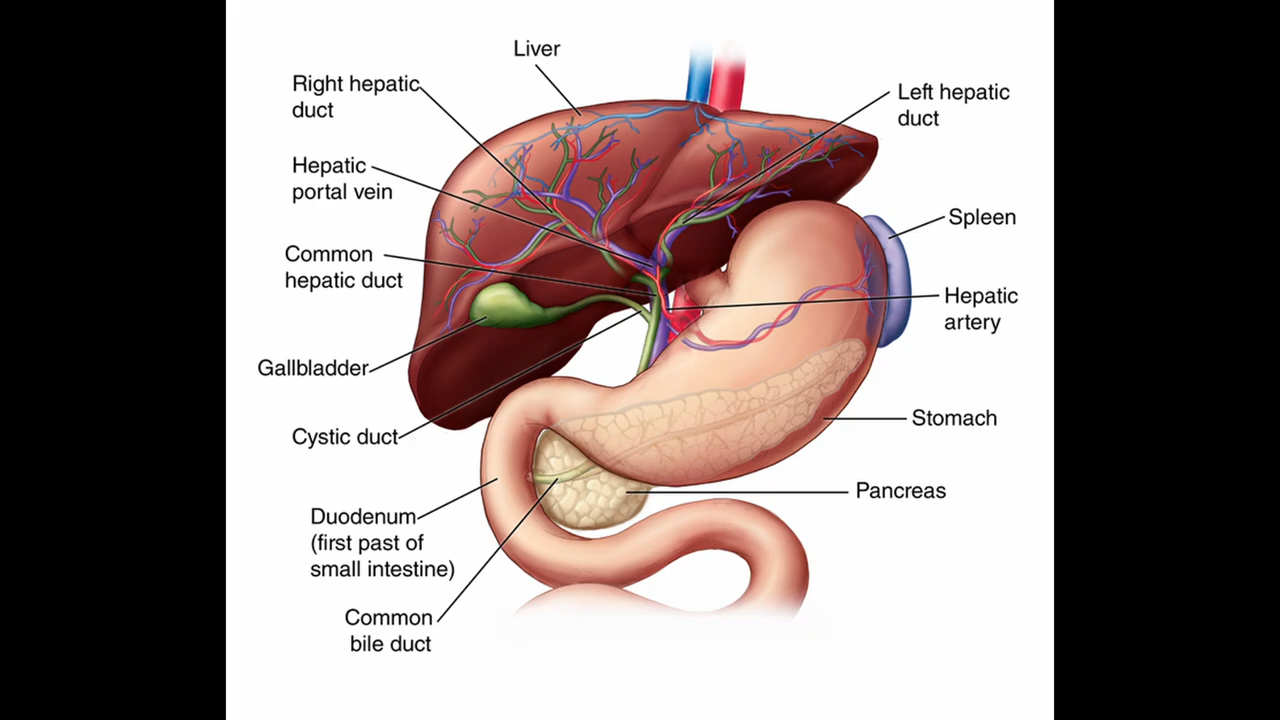 Liver
Right hepatic
duct
Left hepatic
duct
Hepatic
portal vein
Spleen
Common
hepatic duct
Hepatic
artery
Gallbladder
Stomach
Cystic duct
Pancreas
Duodenum
(first past of
small intestine)
Common
bile duct